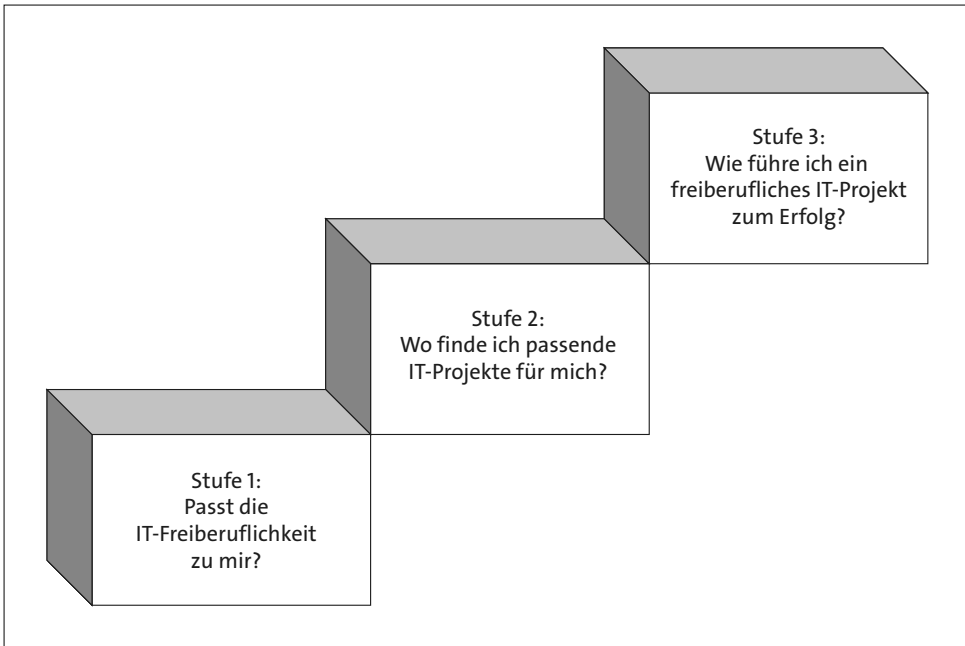 Stufe 3:
Wie führe ich ein
freiberufliches IT-Projekt
zum Erfolg?
Stufe 2:
Wo finde ich passende
IT-Projekte für mich?
Stufe 1:
Passt die
IT-Freiberuflichkeit
zu mir?